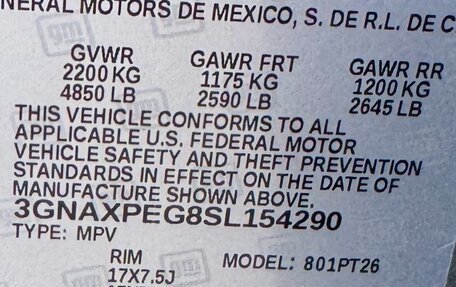 NERAL MOTORS DE MEXICO, S. DE R.L. DE C
GVWR GAWR FRT GAWR RR
2200 KG 1175 KG 1200 KG
4850 LB 2590 LB 2645 LB
THIS VEHICLE CONFORMS TO ALL
APPLICABLE U.S. FEDERAL MOTOR
VEHICLE SAFETY AND THEFT PREVENTION
STANDARDS IN EFFECT ON THE DATE OF
MANUFACTURE SHOWN ABOVE.
3GNAXPEG8SL154290
TYPE: MPV
RIM MODEL: 801PT26
17X7.5J